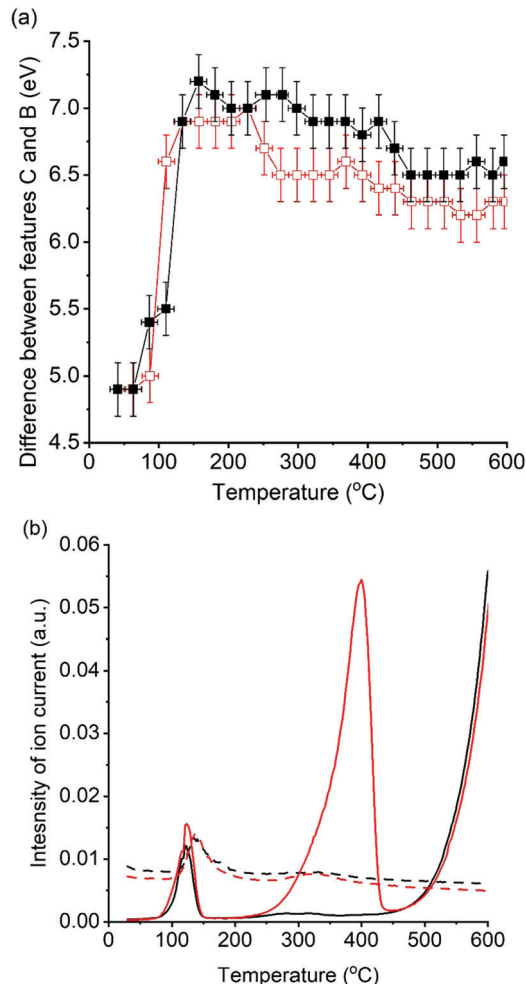 (a)
7.5
7.0
6.5
6.0
5.5
5.0
4.5
Difference between features C and B (eV)
0 100 200 300 400 500 600
Temperature (°C)
(b)
0.06
0.05
0.04
0.03
0.02
0.01
0.00
Intesnsity of ion current (a.u.)
0 100 200 300 400 500 600
Temperature (°C)